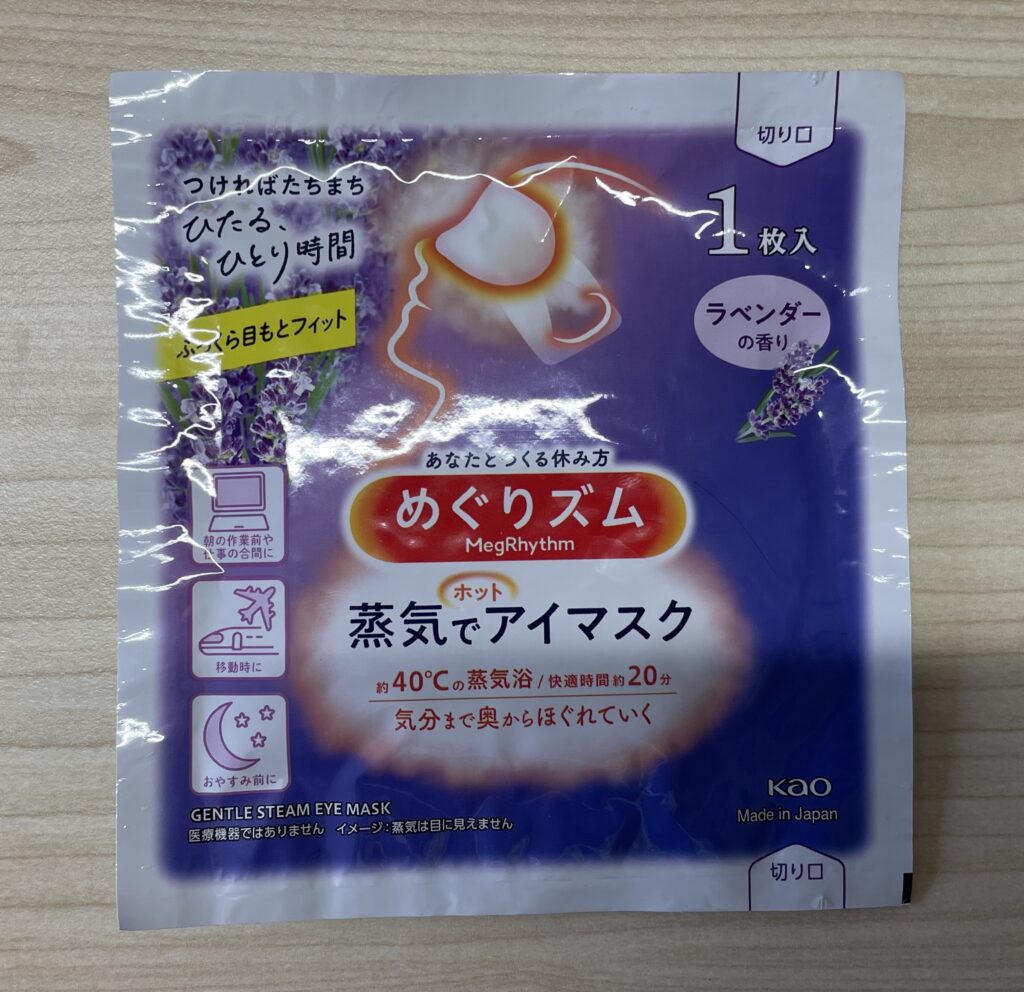 切り口
つければたちまち
ひたる、
ひとり時間
1枚入
ラベンダー
の香り
ふっくら目もとフィット
あなたとつくる休み方
めぐりズム
MegRhythm
ホット
蒸気でアイマスク
約40℃の蒸気浴/快適時間約20分
気分まで奥からほぐれていく
朝の作業前や
仕事の合間に
移動時に
おやすみ前に
GENTLE STEAM EYE MASK
医療機器ではありません イメージ:蒸気は目に見えません
Kao
Made in Japan
切り口